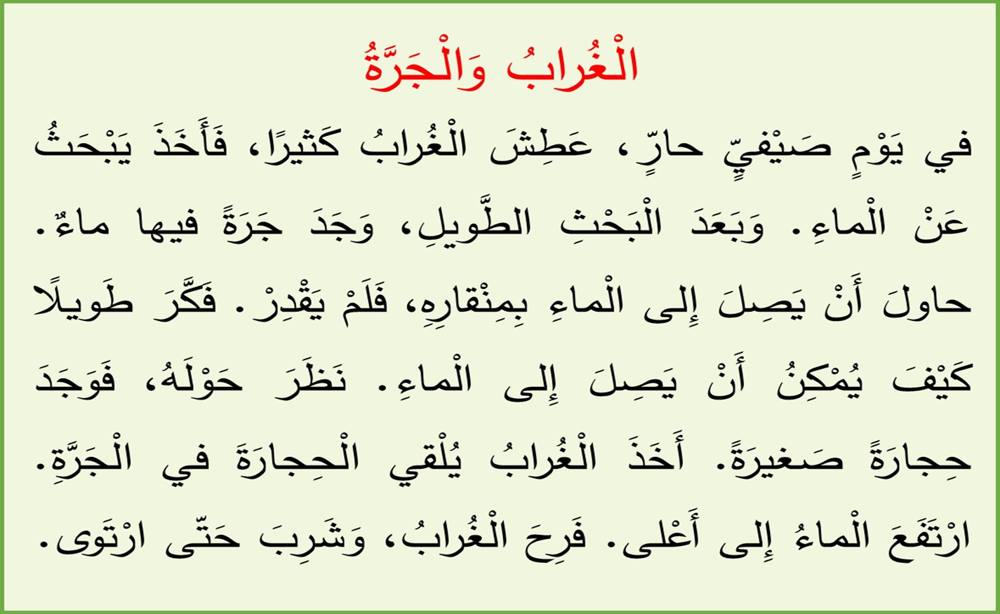 الْغُرابُ وَالْجَرَّةُ
في يَوْمٍ صَيْفيٍّ حارٍّ، عَطِشَ الْغُرابُ كَثيرًا، فَأَخَذَ يَبْحَثُ
عَنْ الْماءِ. وَبَعَدَ الْبَحْثِ الطَّويلِ، وَجَدَ جَرَةً فيها ماءٌ.
حاولَ أَنْ يَصِلَ إِلى الْماءِ بِمِنْقارِهِ، فَلَمْ يَقْدِرْ. فَكَّرَ طَويلًا
كَيْفَ يُمْكِنُ أَنْ يَصِلَ إِلى الْماءِ. نَظَرَ حَوْلَهُ، فَوَجَدَ
حِجارَةً صَغيرَةً. أَخَذَ الْغُرابُ يُلْقي الْحِجارَةَ في الْجَرَّةِ.
ارْتَفَعَ الْماءُ إِلى أَعْلى. فَرِحَ الْغُرابُ، وَشَرِبَ حَتّى ارْتَوى.